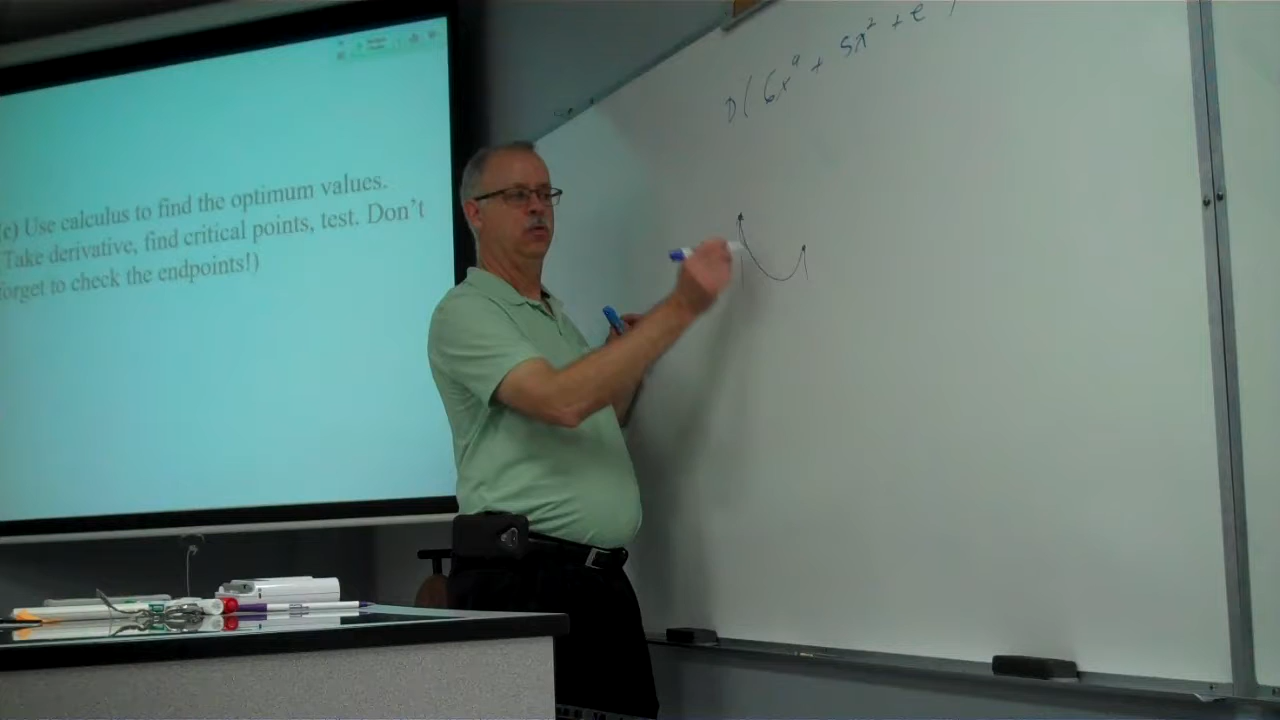 (c) Use calculus to find the optimum values.
(Take derivative, find critical points, test. Don't
forget to check the endpoints!)
D ( 6x⁹ + 5x² + e